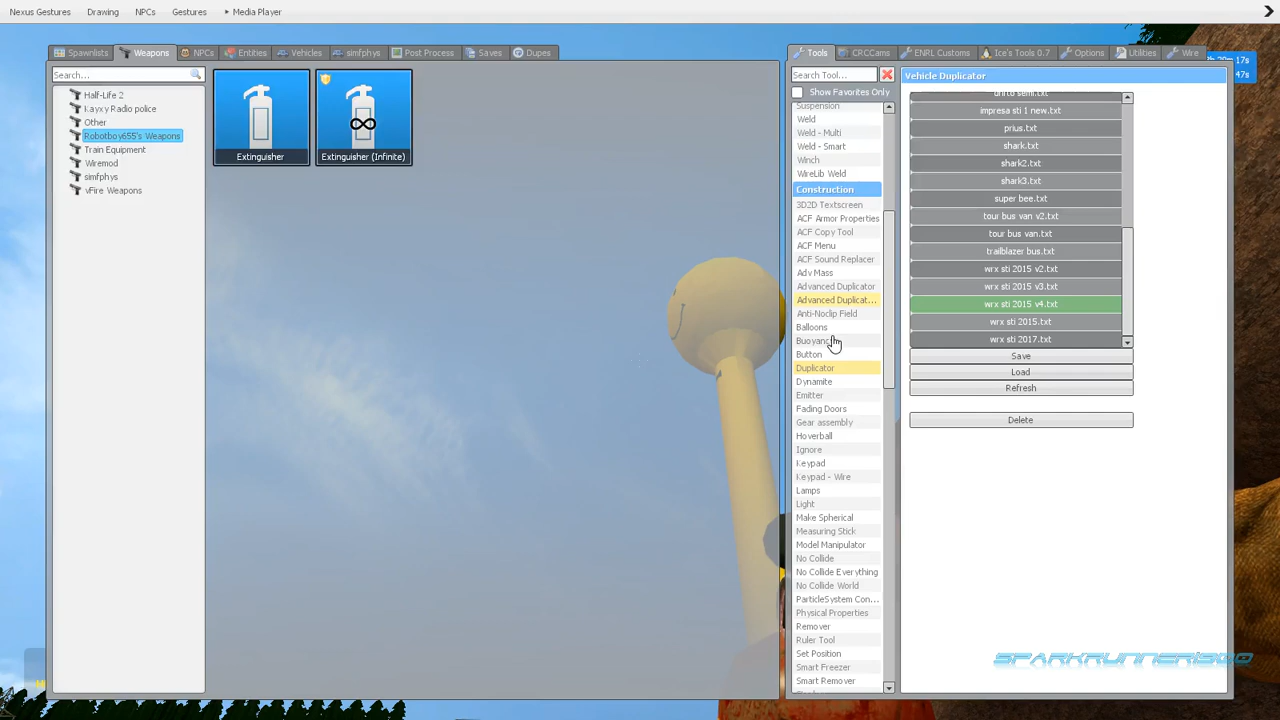 Nexus Gestures Drawing NPCs Gestures Media Player
Spawnlists Weapons NPCs Entities Vehicles simfphys Post Process Saves Dupes
Search...
Half-Life 2
Kayxy Radio police
Other
Robotboy655's Weapons
Train Equipment
Wiremod
simfphys
vFire Weapons
Extinguisher
Extinguisher (Infinite)
Tools CRCCams ENRL Customs Ice's Tools 0.7 Options Utilities Wire
17s
47s
Search Tool...
Show Favorites Only
Suspension
Weld
Weld - Multi
Weld - Smart
Winch
WireLib Weld
Construction
3D2D Textscreen
ACF Armor Properties
ACF Copy Tool
ACF Menu
ACF Sound Replacer
Adv Mass
Advanced Duplicator
Advanced Duplicat...
Anti-Noclip Field
Balloons
Button
Duplicator
Dynamite
Emitter
Fading Doors
Gear assembly
Hoverball
Ignore
Keypad
Keypad - Wire
Lamps
Light
Make Spherical
Measuring Stick
Model Manipulator
No Collide
No Collide Everything
No Collide World
ParticleSystem Con...
Physical Properties
Remover
Ruler Tool
Set Position
Smart Freezer
Smart Remover
Vehicle Duplicator
impresa sti 1 new.txt
prius.txt
shark.txt
shark2.txt
shark3.txt
super bee.txt
tour bus van v2.txt
tour bus van.txt
trailblazer bus.txt
wrx sti 2015 v2.txt
wrx sti 2015 v3.txt
wrx sti 2015 v4.txt
wrx sti 2015.txt
wrx sti 2017.txt
Save
Load
Refresh
Delete
SPARKRUNNER1900